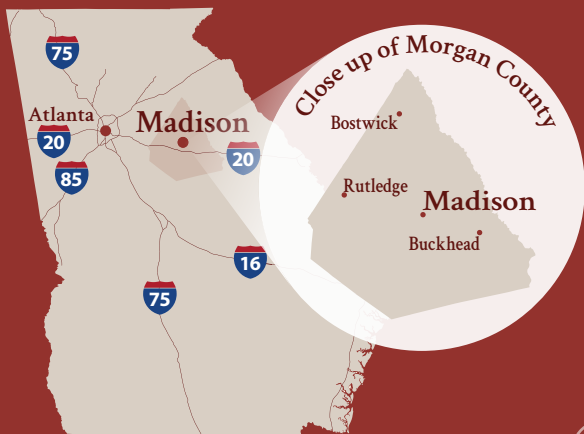 75
Close up of Morgan County
Atlanta
Madison
Bostwick
20
20
85
Rutledge
Madison
Buckhead
16
75